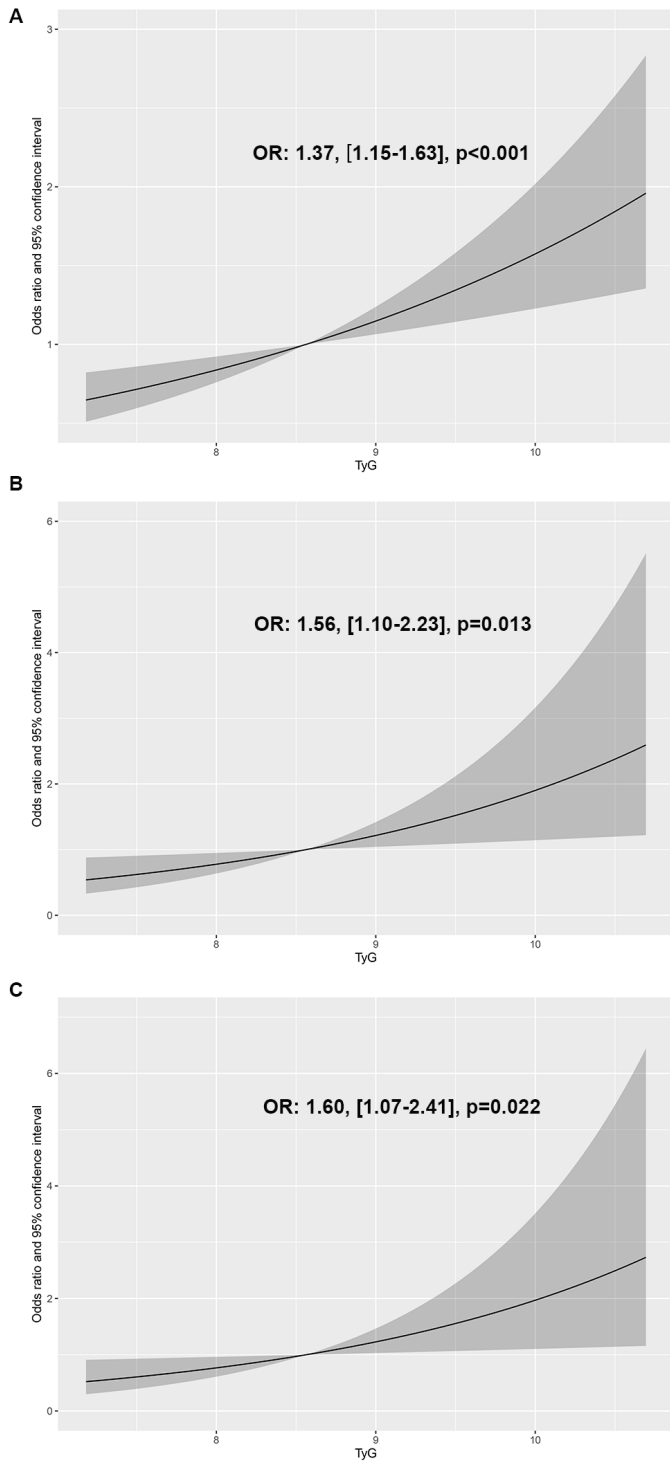 A
Odds ratio and 95% confidence interval
3
2
1
OR: 1.37, [1.15-1.63], p<0.001
8 9 10
TyG
B
Odds ratio and 95% confidence interval
6
4
2
0
OR: 1.56, [1.10-2.23], p=0.013
8 9 10
TyG
C
Odds ratio and 95% confidence interval
6
4
2
0
OR: 1.60, [1.07-2.41], p=0.022
8 9 10
TyG